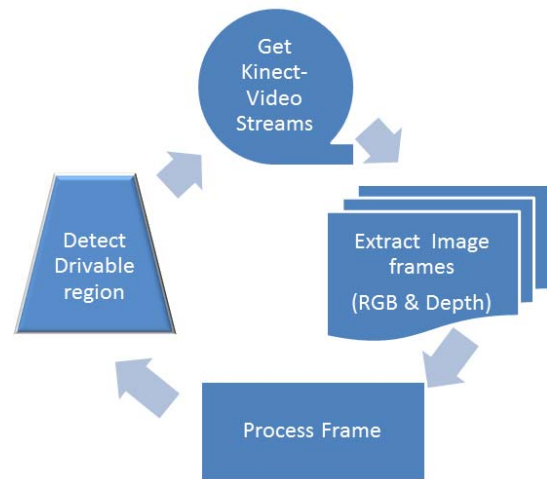 Get
Kinect-
Video
Streams
Extract Image
frames
(RGB & Depth)
Process Frame
Detect
Drivable
region